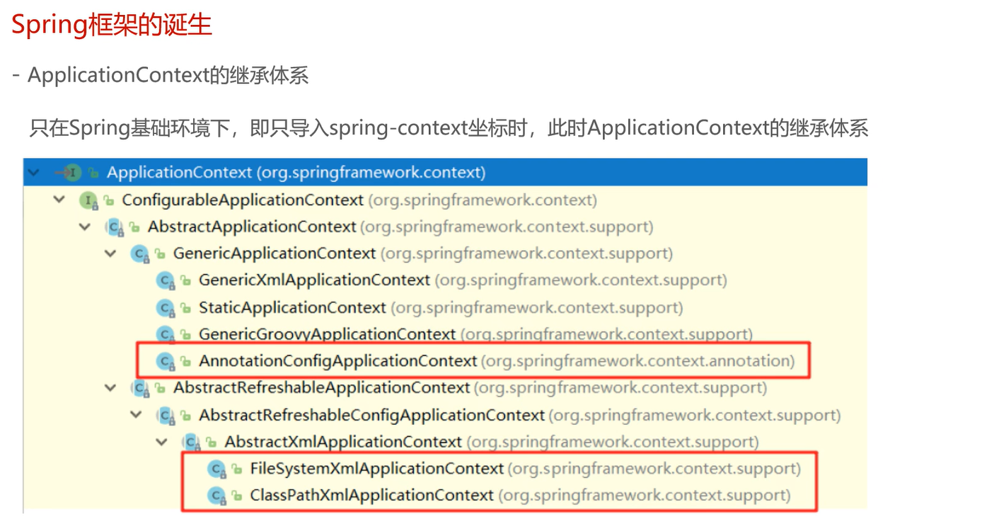 Spring框架的诞生
- ApplicationContext的继承体系
只在Spring基础环境下，即只导入spring-context坐标时，此时ApplicationContext的继承体系
ApplicationContext (org.springframework.context)
ConfigurableApplicationContext (org.springframework.context)
AbstractApplicationContext (org.springframework.context.support)
GenericApplicationContext (org.springframework.context.support)
GenericXmlApplicationContext (org.springframework.context.support)
StaticApplicationContext (org.springframework.context.support)
GenericGroovyApplicationContext (org.springframework.context.support)
AnnotationConfigApplicationContext (org.springframework.context.annotation)
AbstractRefreshableApplicationContext (org.springframework.context.support)
AbstractRefreshableConfigApplicationContext (org.springframework.context.support)
AbstractXmlApplicationContext (org.springframework.context.support)
FileSystemXmlApplicationContext (org.springframework.context.support)
ClassPathXmlApplicationContext (org.springframework.context.support)